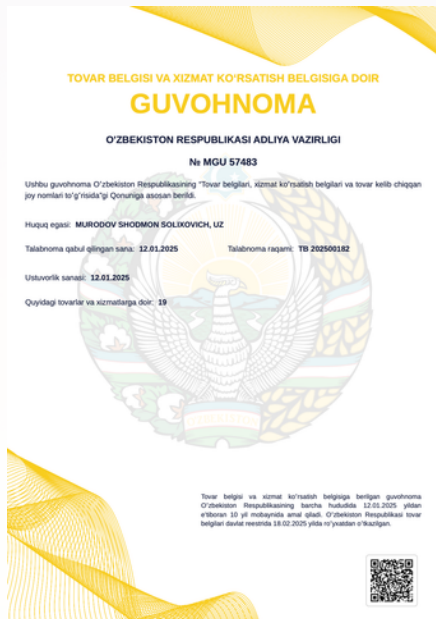 TOVAR BELGISI VA XIZMAT KO'RSATISH BELGISIGA DOIR
GUVOHNOMA
O'ZBEKISTON RESPUBLIKASI ADLIYA VAZIRLIGI
№ MGU 57483
Ushbu guvohnoma O'zbekiston Respublikasining "Tovar belgilari, xizmat ko'rsatish belgilari va tovar kelib chiqqan
joy nomlari to'g'risida"gi Qonuniga asosan berildi.
Huquq egasi: MURODOV SHODMON SOLIXOVICH, UZ
Talabnoma qabul qilingan sana: 12.01.2025 Talabnoma raqami: TB 202500182
Ustuvorlik sanasi: 12.01.2025
Quyidagi tovarlar va xizmatlarga doir: 19
Tovar belgisi va xizmat ko'rsatish belgisiga berilgan guvohnoma
O'zbekiston Respublikasining barcha hududida 12.01.2025 yildan
e'tiboran 10 yil mobaynida amal qiladi. O'zbekiston Respublikasi tovar
belgilari davlat reestrida 18.02.2025 yilda ro'yxatdan o'tkazilgan.